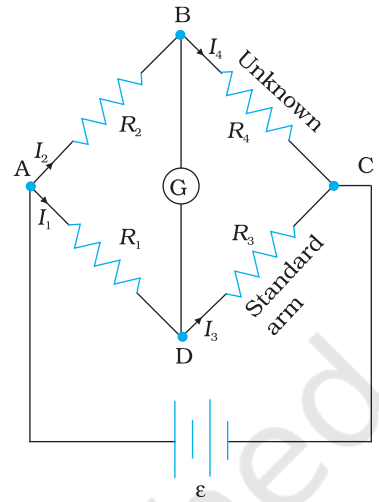 B
I₄
Unknown
I₂
R₂
R₄
A
G
C
I₁
R₁
R₃
Standard
arm
I₃
D
ε